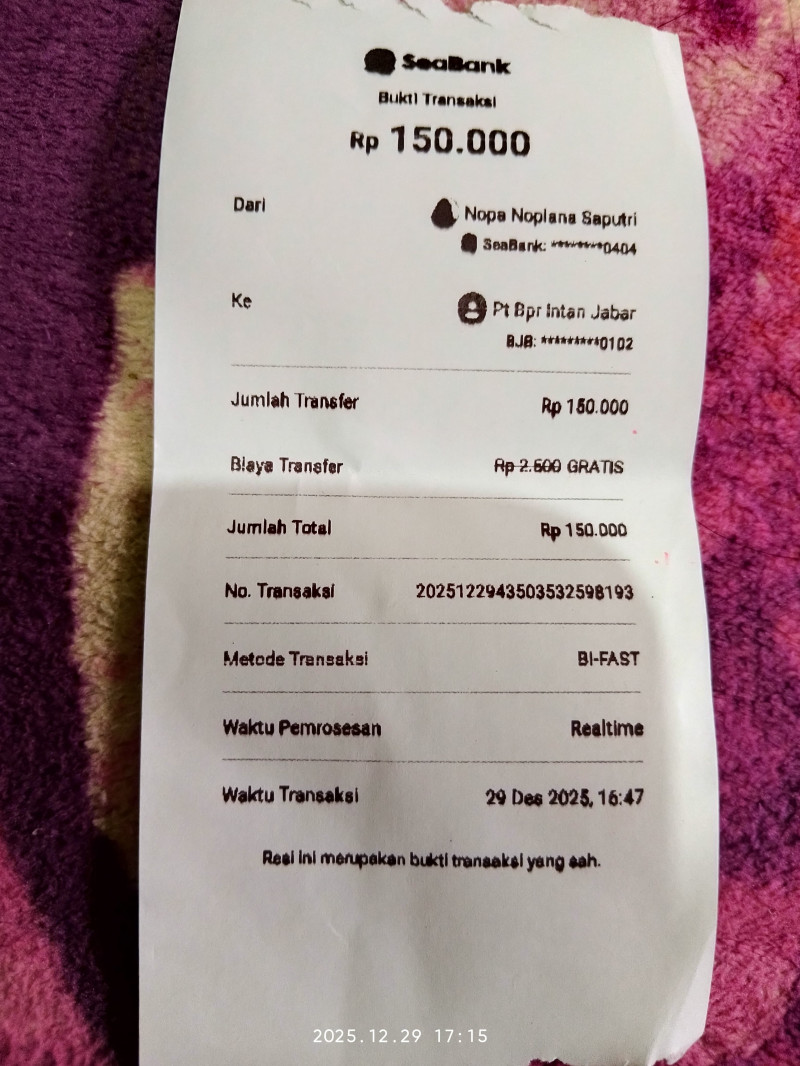 SeaBank
Bukti Transaksi
Rp 150.000
Dari
Nopa Noplana Saputri
SeaBank: ********0404
Ke
Pt Bpr Intan Jabar
BJB: *********0102
Jumlah Transfer Rp 150.000
Biaya Transfer Rp 2.500 GRATIS
Jumlah Total Rp 150.000
No. Transaksi 2025122943503532598193
Metode Transaksi BI-FAST
Waktu Pemrosesan Realtime
Waktu Transaksi 29 Des 2025, 16:47
Resi ini merupakan bukti transaksi yang sah.
2025.12.29 17:15